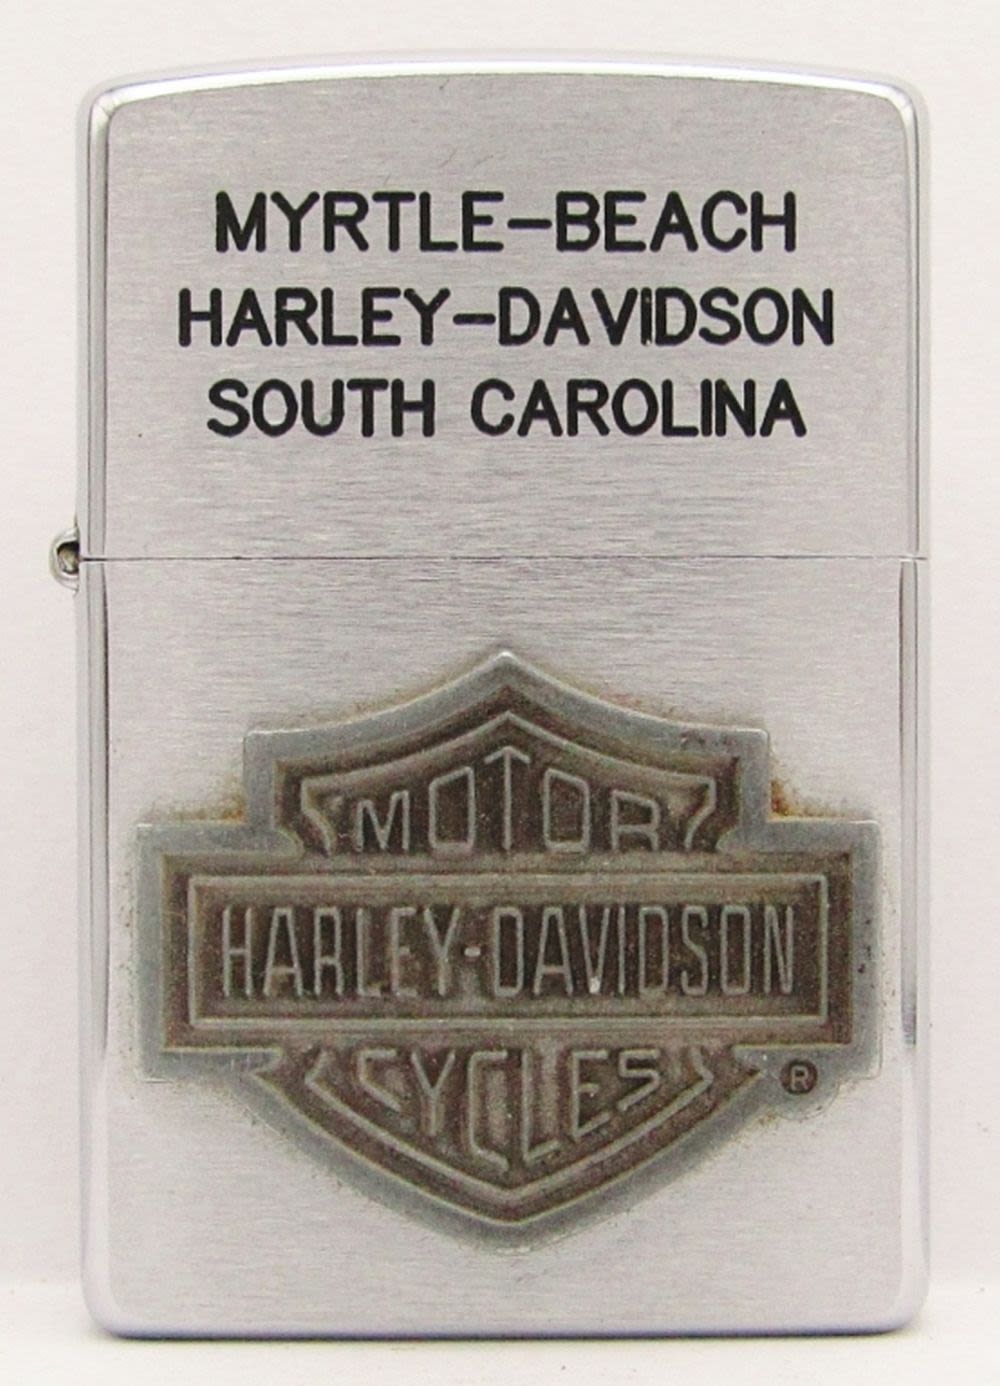 MYRTLE-BEACH
HARLEY-DAVIDSON
SOUTH CAROLINA
MOTOR
HARLEY-DAVIDSON
CYCLES
®